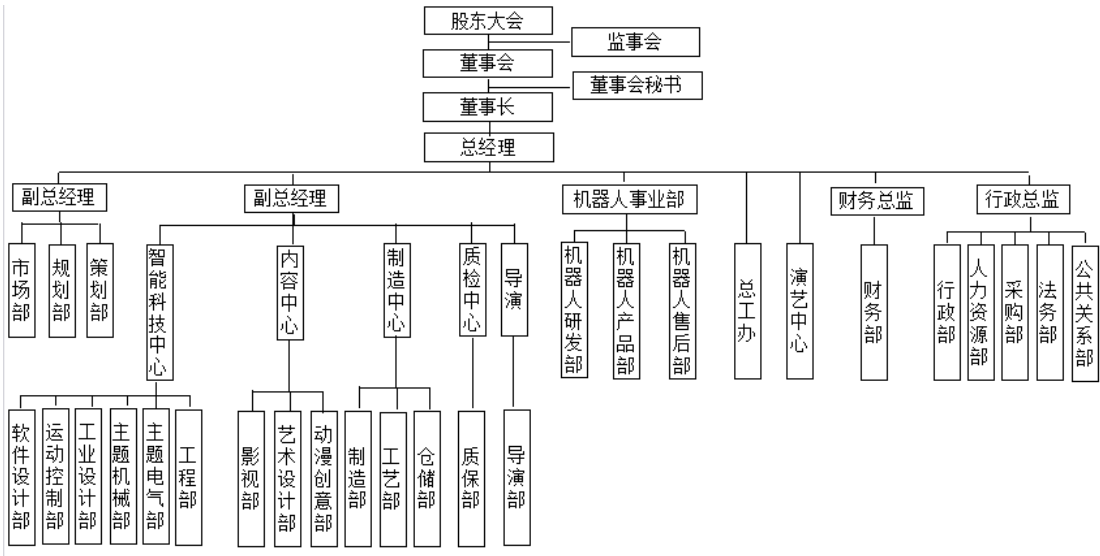 股东大会
监事会
董事会
董事会秘书
董事长
总经理
副总经理
副总经理
机器人事业部
财务总监
行政总监
市场部
规划部
策划部
智能科技中心
内容中心
制造中心
质检中心
导演
机器人研发部
机器人产品部
机器人售后部
总工办
演艺中心
财务部
行政部
人力资源部
采购部
法务部
公共关系部
软件设计部
运动控制部
工业设计部
主题机械部
主题电气部
工程部
影视部
艺术设计部
动漫创意部
制造部
工艺部
仓储部
质保部
导演部